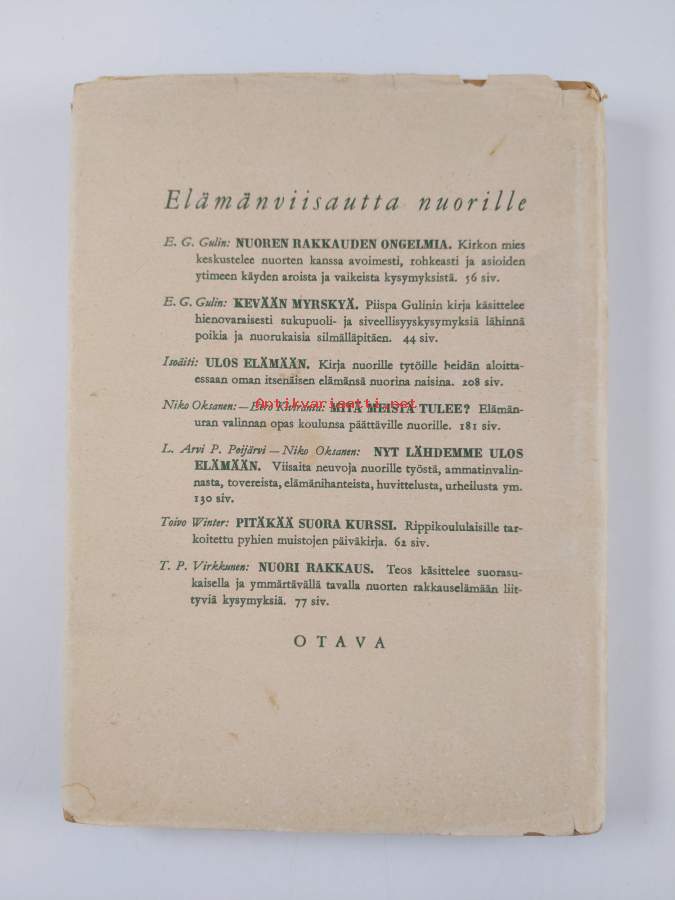 Elämänviisautta nuorille
E. G. Gulin: NUOREN RAKKAUDEN ONGELMIA. Kirkon mies
keskustelee nuorten kanssa avoimesti, rohkeasti ja asioiden
ytimeen käyden aroista ja vaikeista kysymyksistä. 56 siv.
E. G. Gulin: KEVÄÄN MYRSKYÄ. Piispa Gulinin kirja käsittelee
hienovaraisesti sukupuoli- ja siveellisyyskysymyksiä lähinnä
poikia ja nuorukaisia silmälläpitäen. 44 siv.
Isoäiti: ULOS ELÄMÄÄN. Kirja nuorille tytöille heidän aloitta-
essaan oman itsenäisen elämänsä nuorina naisina. 208 siv.
Niko Oksanen: — Eero Kiviranta: MITÄ MEISTÄ TULEE? Elämän-
Antikvariaatti.net
uran valinnan opas koulunsa päättäville nuorille. 181 siv.
L. Arvi P. Poijärvi — Niko Oksanen: NYT LÄHDEMME ULOS
ELÄMÄÄN. Viisaita neuvoja nuorille työstä, ammatinvalin-
nasta, tovereista, elämänihanteista, huvittelusta, urheilusta ym.
130 siv.
Toivo Winter: PITÄKÄÄ SUORA KURSSI. Rippikoululaisille tar-
koitettu pyhien muistojen päiväkirja. 62 siv.
T. P. Virkkunen: NUORI RAKKAUS. Teos käsittelee suorasu-
kaisella ja ymmärtävällä tavalla nuorten rakkauselämään liit-
tyviä kysymyksiä. 77 siv.
OTAVA